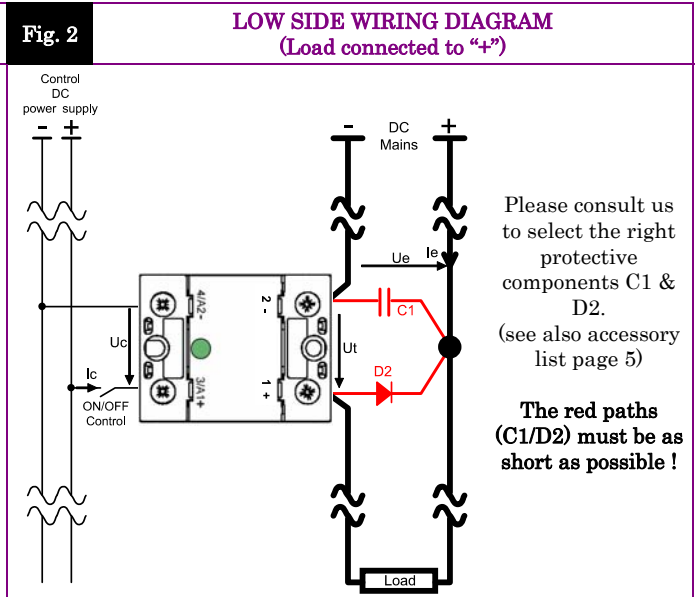 Fig. 2
LOW SIDE WIRING DIAGRAM
(Load connected to “+”)
Control
DC
power supply
- +
- DC +
Mains
Ue
Ie
Please consult us
to select the right
protective
components C1 &
D2.
(see also accessory
list page 5)
The red paths
(C1/D2) must be as
short as possible !
4/A2-
2 -
C1
Uc
Ut
Ic
D2
3/A1+
1 +
ON/OFF
Control
Load